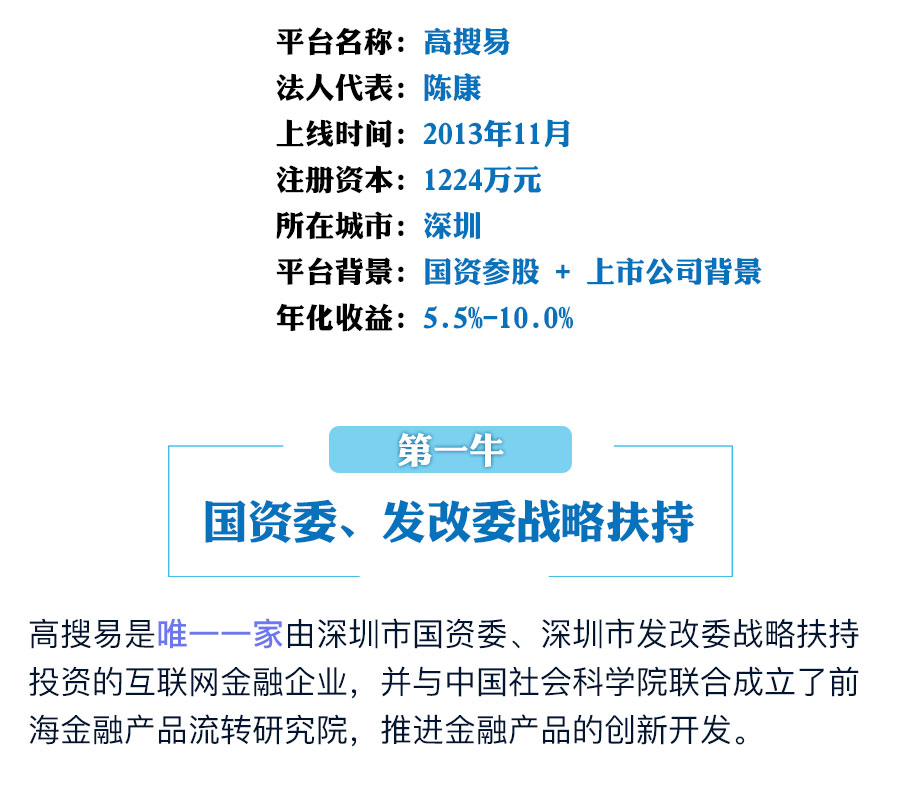 平台名称：高搜易
法人代表：陈康
上线时间：2013年11月
注册资本：1224万元
所在城市：深圳
平台背景：国资参股 + 上市公司背景
年化收益：5.5%-10.0%
第一牛
国资委、发改委战略扶持
高搜易是唯一一家由深圳市国资委、深圳市发改委战略扶持
投资的互联网金融企业，并与中国社会科学院联合成立了前
海金融产品流转研究院，推进金融产品的创新开发。